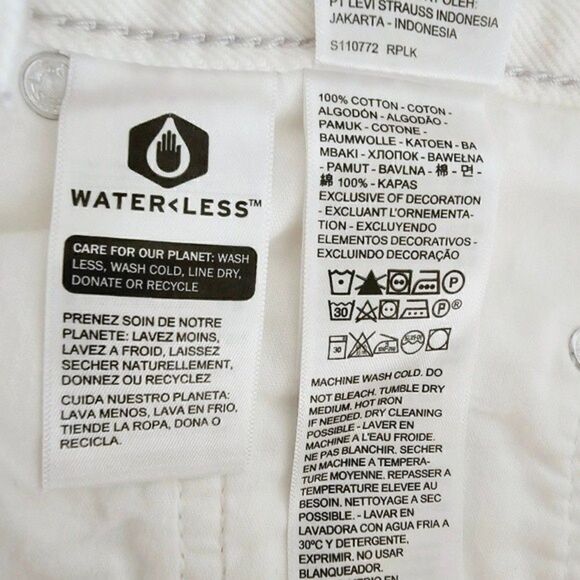 OLEH:
PT LEVI STRAUSS INDONESIA
JAKARTA - INDONESIA
S110772 RPLK
WATER<LESS™
CARE FOR OUR PLANET: WASH
LESS, WASH COLD, LINE DRY,
DONATE OR RECYCLE
PRENEZ SOIN DE NOTRE
PLANETE: LAVEZ MOINS,
LAVEZ A FROID, LAISSEZ
SECHER NATURELLEMENT,
DONNEZ OU RECYCLEZ
CUIDA NUESTRO PLANETA:
LAVA MENOS, LAVA EN FRIO,
TIENDE LA ROPA, DONA O
RECICLA.
100% COTTON - COTON -
ALGODÓN - ALGODÃO -
PAMUK - COTONE -
BAUMWOLLE - KATOEN - BA
MBAKI - ХЛОПОК - BAWEŁNA
- PAMUT - BAVLNA - 棉 - 면 -
綿 100% - KAPAS
EXCLUSIVE OF DECORATION
- EXCLUANT L'ORNEMENTA-
TION - EXCLUYENDO
ELEMENTOS DECORATIVOS -
EXCLUINDO DECORAÇÃO
P
30 P
30
MACHINE WASH COLD. DO
NOT BLEACH. TUMBLE DRY
MEDIUM. HOT IRON
IF NEEDED. DRY CLEANING
POSSIBLE - LAVER EN
MACHINE A L'EAU FROIDE.
NE PAS BLANCHIR. SECHER
EN MACHINE A TEMPERA-
TURE MOYENNE. REPASSER A
TEMPERATURE ELEVEE AU
BESOIN. NETTOYAGE A SEC
POSSIBLE. - LAVAR EN
LAVADORA CON AGUA FRIA A
30ºC Y DETERGENTE,
EXPRIMIR. NO USAR
BLANQUEADOR.